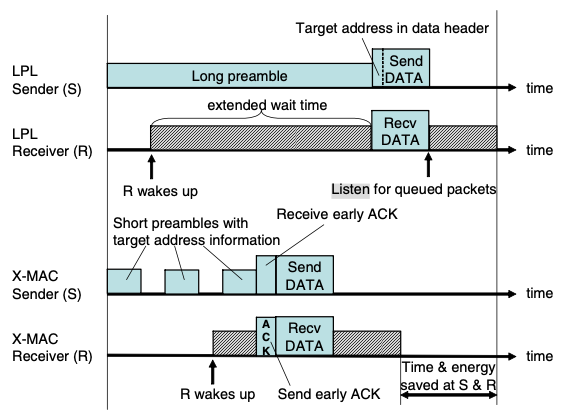 Target address in data header
LPL
Sender (S)
Long preamble
Send
DATA
time
extended wait time
LPL
Receiver (R)
Recv
DATA
time
R wakes up
Listen for queued packets
Receive early ACK
Short preambles with
target address information
X-MAC
Sender (S)
Send
DATA
time
X-MAC
Receiver (R)
A
C
K
Recv
DATA
time
Time & energy
saved at S & R
R wakes up
Send early ACK